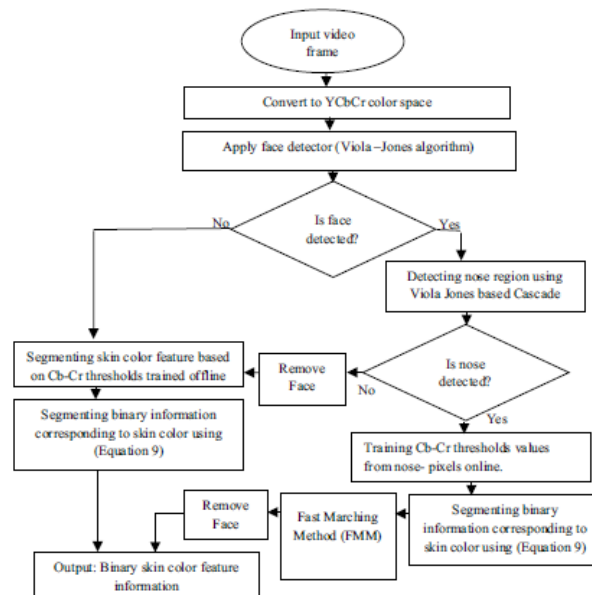 Input video
frame
Convert to YCbCr color space
Apply face detector (Viola –Jones algorithm)
Is face
detected?
No
Yes
Detecting nose region using
Viola Jones based Cascade
Is nose
detected?
No
Yes
Remove
Face
Segmenting skin color feature based
on Cb-Cr thresholds trained offline
Segmenting binary information
corresponding to skin color using
(Equation 9)
Training Cb-Cr thresholds values
from nose- pixels online.
Segmenting binary
information corresponding to
skin color using (Equation 9)
Fast Marching
Method (FMM)
Remove
Face
Output: Binary skin color feature
information